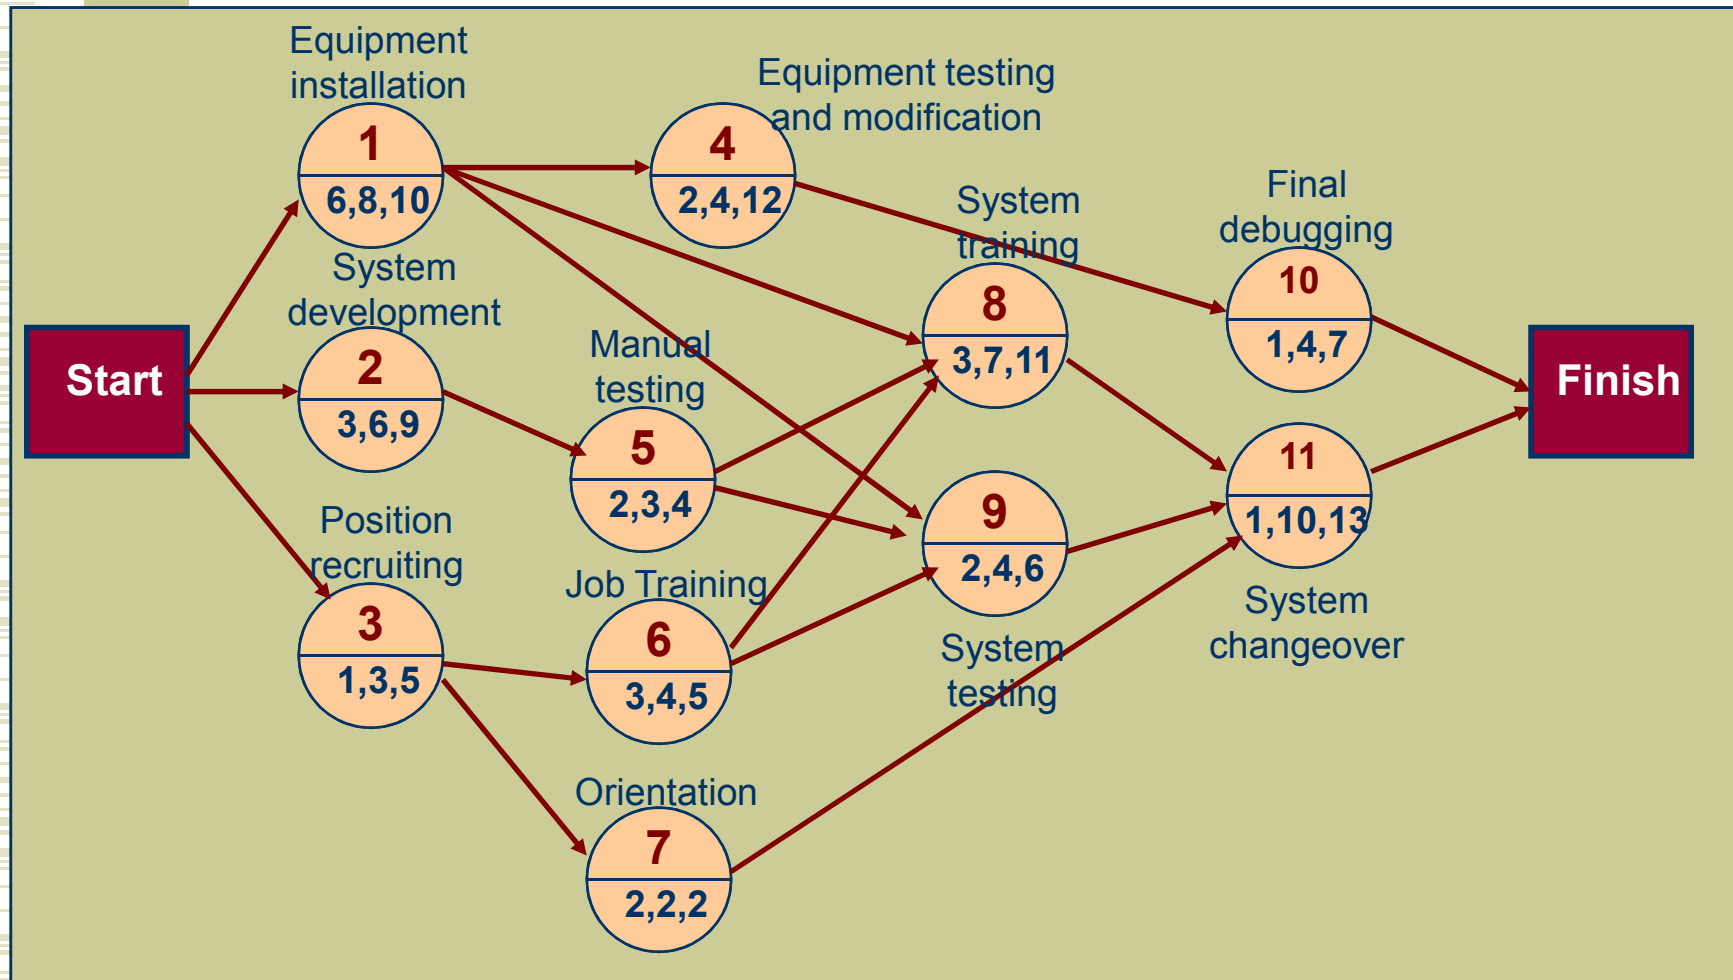 Equipment
installation
1
6,8,10
Equipment testing
and modification
4
2,4,12
System
training
8
3,7,11
Final
debugging
10
1,4,7
System
development
2
3,6,9
Start
Manual
testing
5
2,3,4
Finish
11
1,10,13
System
changeover
9
2,4,6
System
testing
Position
recruiting
3
1,3,5
Job Training
6
3,4,5
Orientation
7
2,2,2